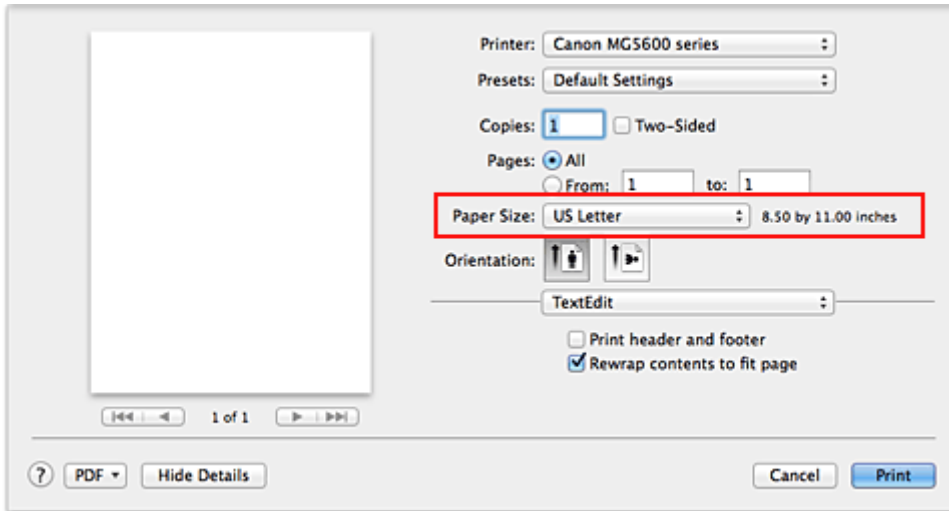 Printer: Canon MG5600 series
Presets: Default Settings
Copies: 1 Two-Sided
Pages: All
From: 1 to: 1
Paper Size: US Letter 8.50 by 11.00 inches
Orientation:
TextEdit
Print header and footer
Rewrap contents to fit page
1 of 1
? PDF Hide Details Cancel Print